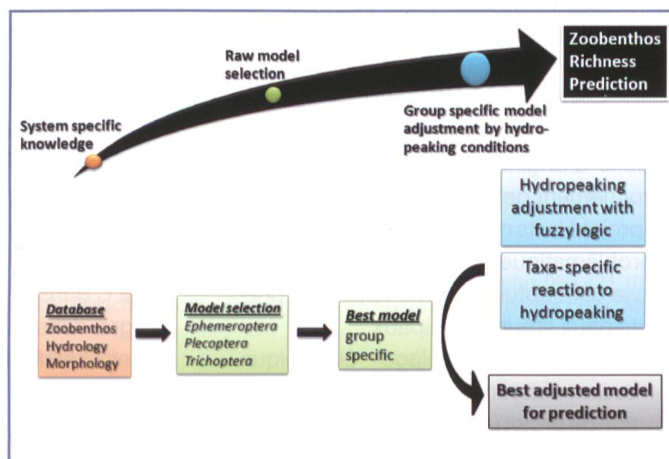 Zoobenthos
Richness
Prediction
Raw model
selection
System specific
knowledge
Group specific model
adjustment by hydro-
peaking conditions
Hydropeaking
adjustment with
fuzzy logic
Taxa-specific
reaction to
hydropeaking
Database
Zoobenthos
Hydrology
Morphology
Model selection
Ephemeroptera
Plecoptera
Trichoptera
Best model
group
specific
Best adjusted model
for prediction